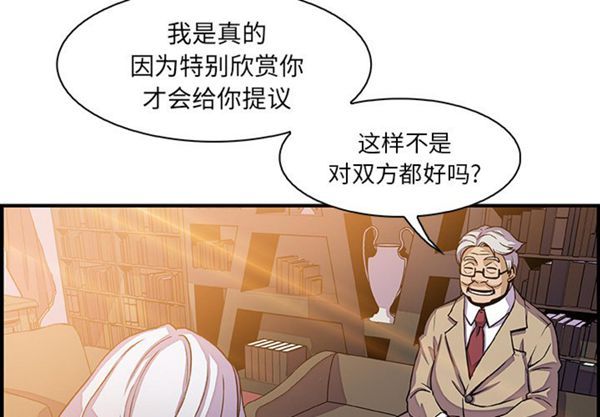 我是真的
因为特别欣赏你
才会给你提议
这样不是
对双方都好吗?